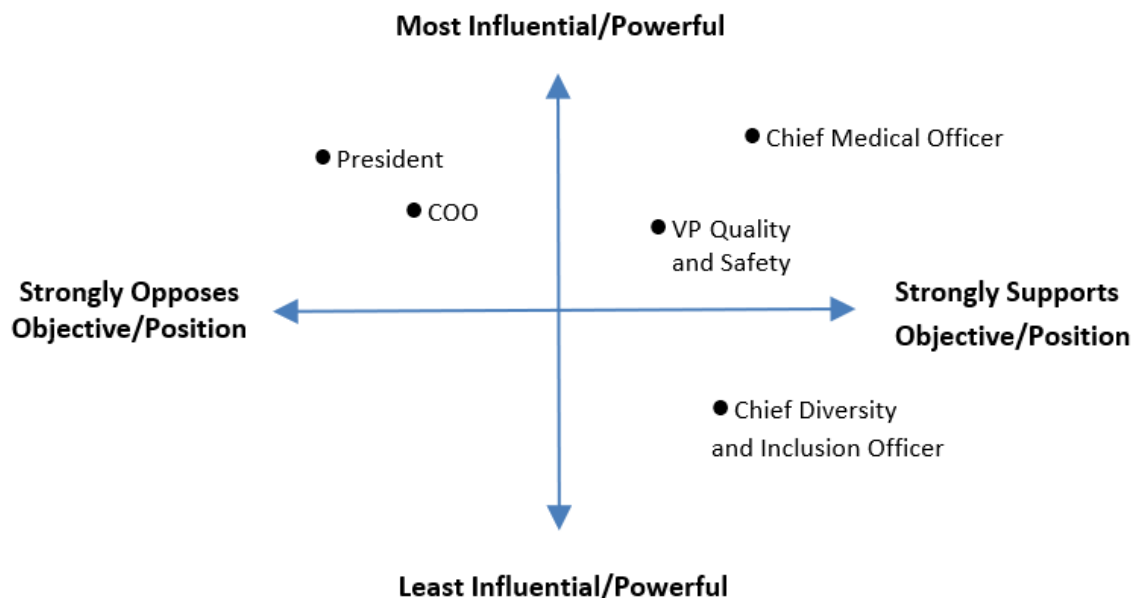 Most Influential/Powerful
Chief Medical Officer
President
COO
VP Quality
and Safety
Strongly Opposes
Objective/Position
Strongly Supports
Objective/Position
Chief Diversity
and Inclusion Officer
Least Influential/Powerful